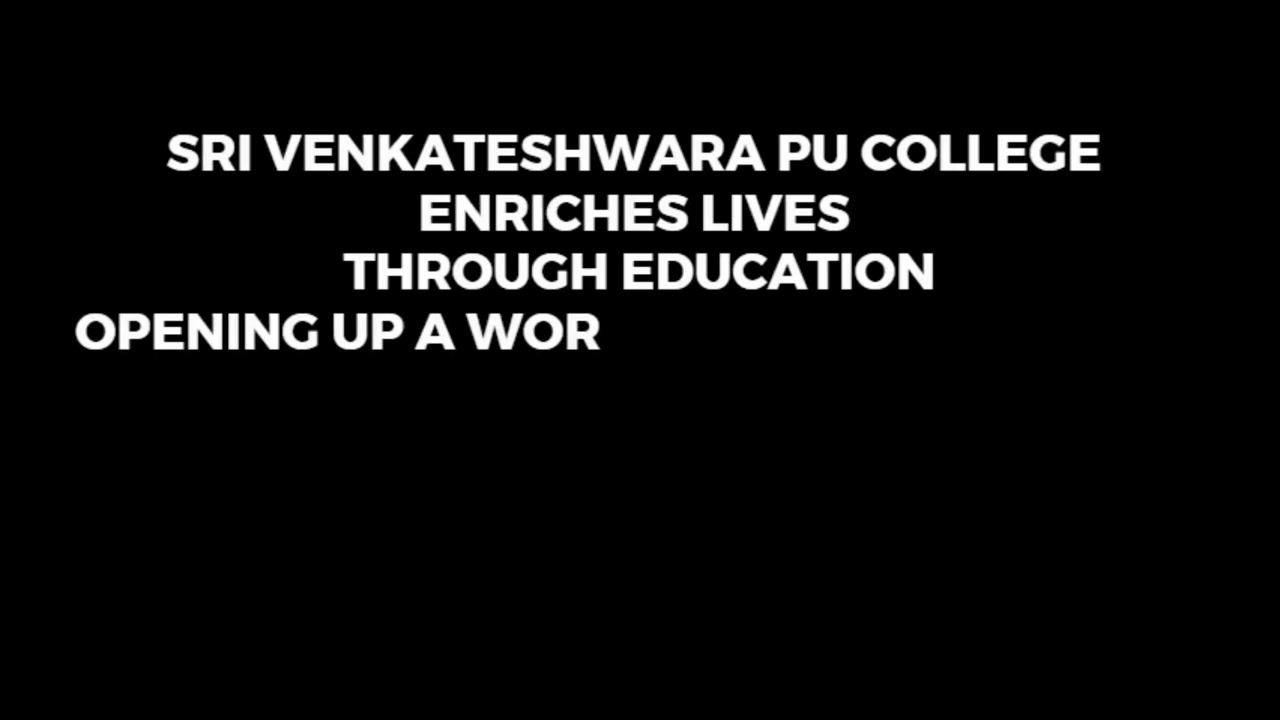 SRI VENKATESHWARA PU COLLEGE
ENRICHES LIVES
THROUGH EDUCATION
OPENING UP A WOR